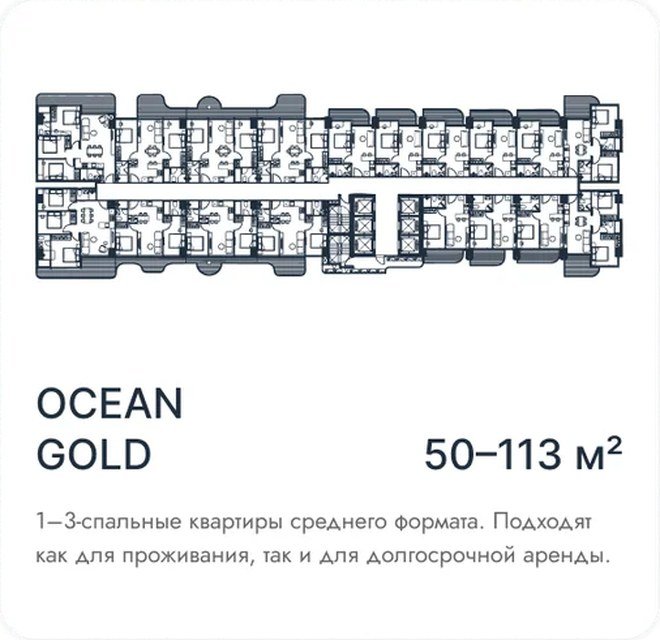 OCEAN
GOLD
50–113 м²
1–3-спальные квартиры среднего формата. Подходят
как для проживания, так и для долгосрочной аренды.